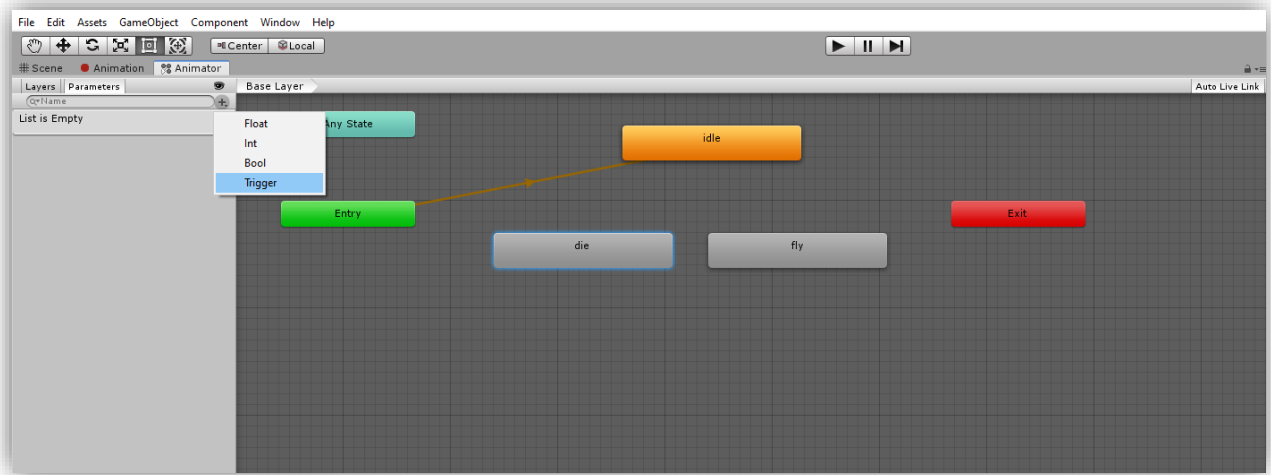 File Edit Assets GameObject Component Window Help
Center Local
Scene Animation Animator
Layers Parameters Base Layer Auto Live Link
Name
List is Empty
Float
Int
Bool
Trigger
Any State
idle
Entry
Exit
die
fly